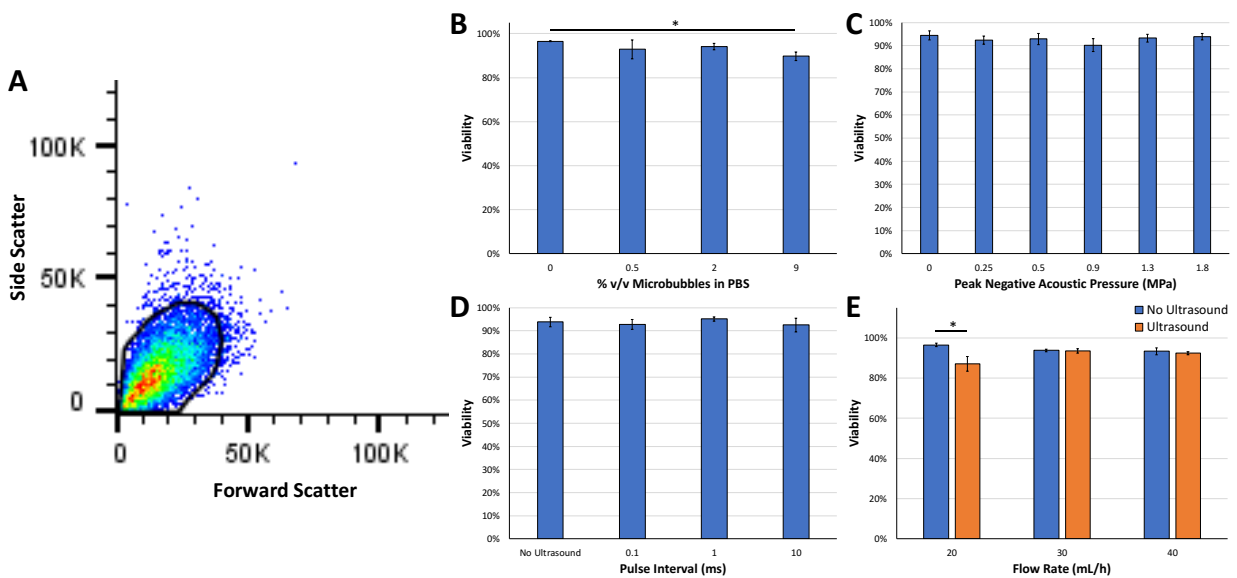 A
Side Scatter
100K
50K
0
0 50K 100K
Forward Scatter
B
*
Viability
100%
80%
60%
40%
20%
0%
0 0.5 2 9
% v/v Microbubbles in PBS
C
Viability
100%
90%
80%
70%
60%
50%
40%
30%
20%
10%
0%
0 0.25 0.5 0.9 1.3 1.8
Peak Negative Acoustic Pressure (MPa)
D
Viability
100%
90%
80%
70%
60%
50%
40%
30%
20%
10%
0%
No Ultrasound 0.1 1 10
Pulse Interval (ms)
E
No Ultrasound
Ultrasound
*
Viability
100%
80%
60%
40%
20%
0%
20 30 40
Flow Rate (mL/h)